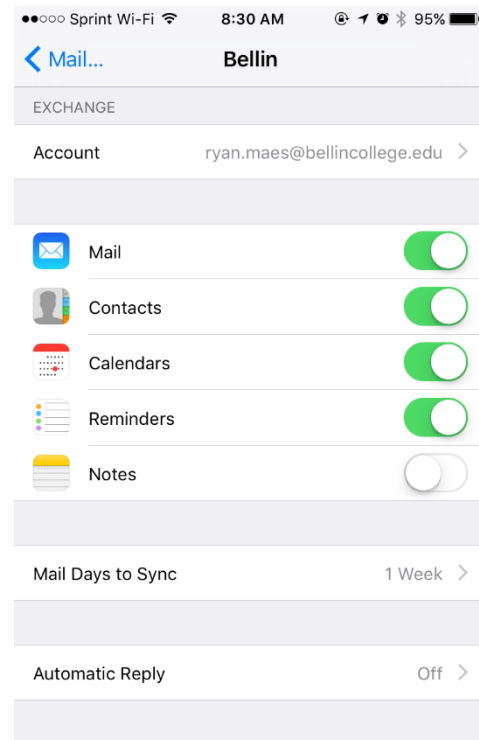 Sprint Wi-Fi 8:30 AM 95%
Mail... Bellin
EXCHANGE
Account ryan.maes@bellincollege.edu
Mail
Contacts
Calendars
Reminders
Notes
Mail Days to Sync 1 Week
Automatic Reply Off